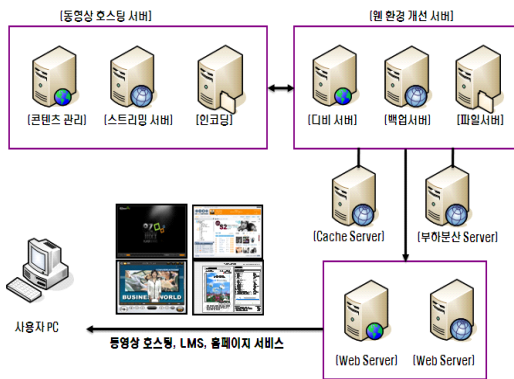 [동영상 호스팅 서버]
[웹 환경 개선 서버]
[콘텐츠 관리]
[스트리밍 서버]
[인코딩]
[디비 서버]
[백업서버]
[파일서버]
[Cache Server]
[부하분산 Server]
BUSINESS WORLD
사용자 PC
동영상 호스팅, LMS, 홈페이지 서비스
[Web Server]
[Web Server]